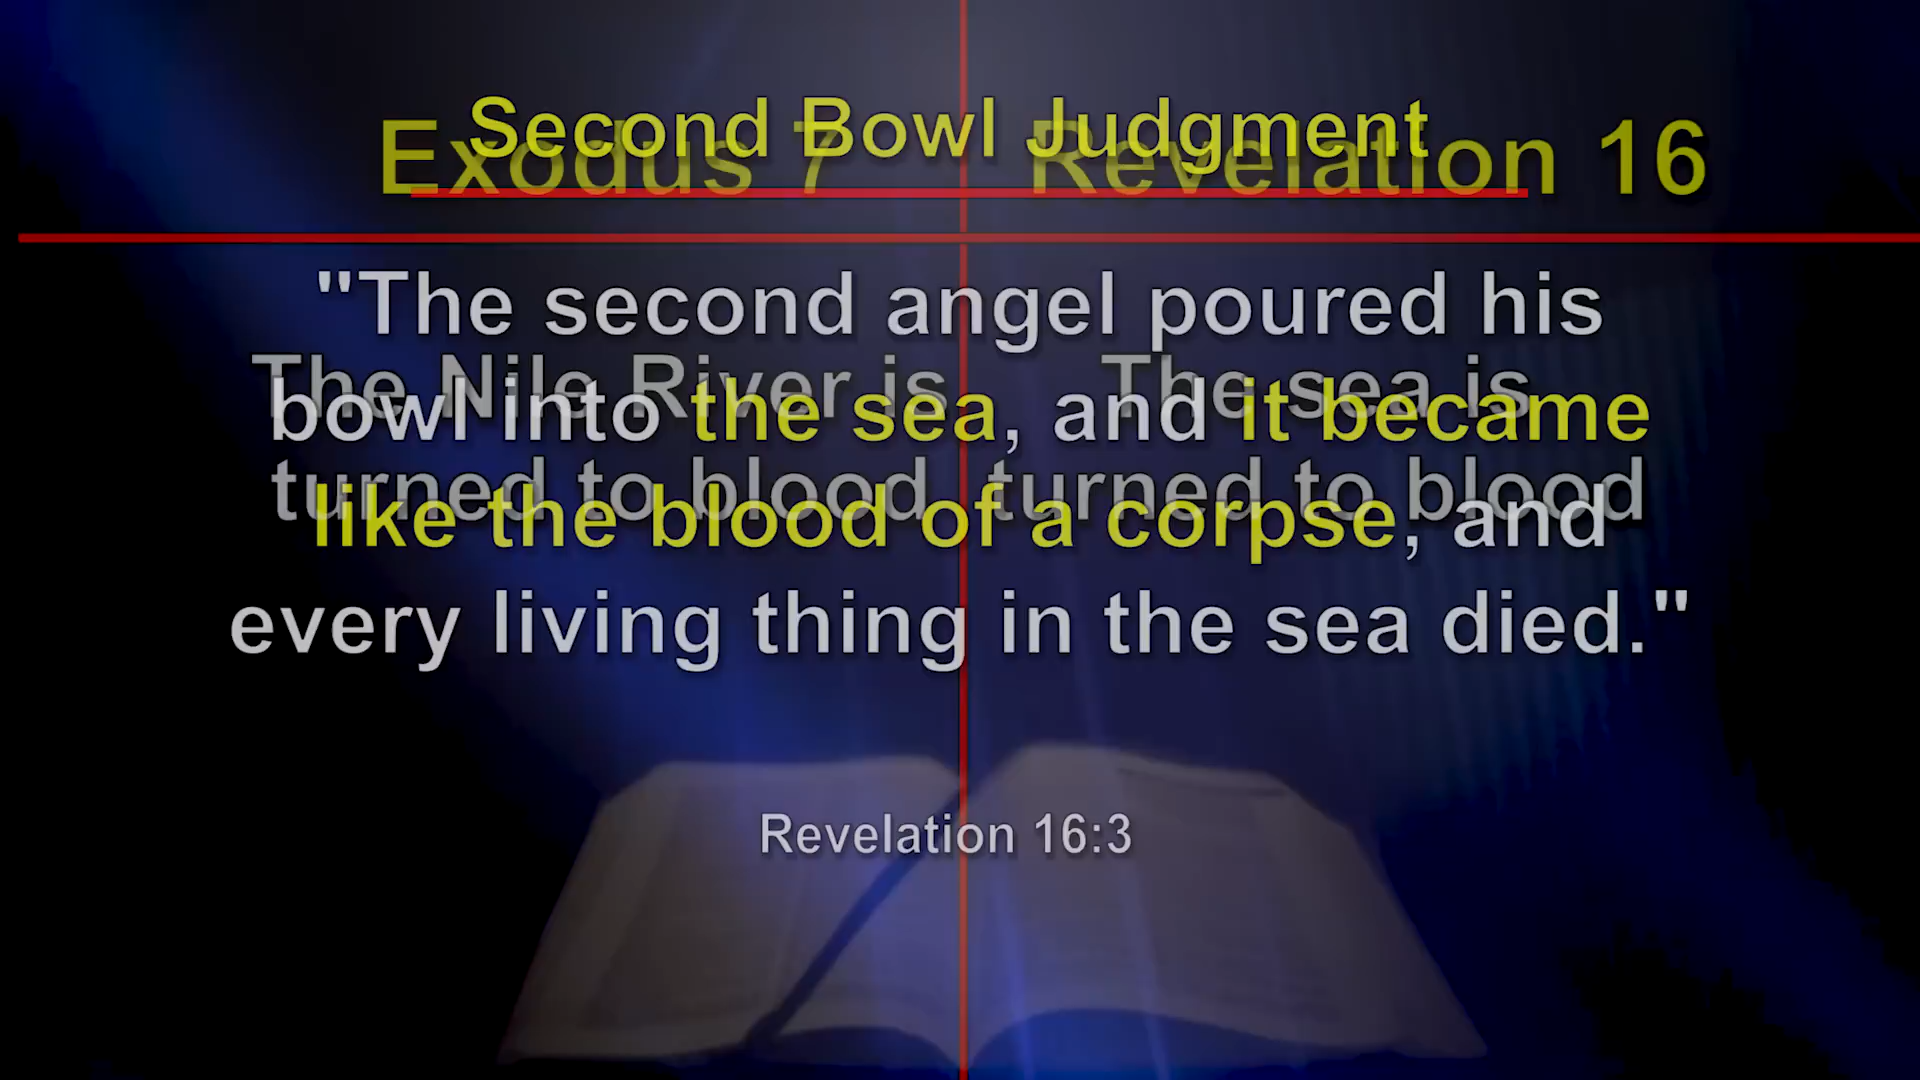 Second Bowl Judgment
Exodus 7 Revelation 16
"The second angel poured his
The Nile River is The sea is
bowl into the sea, and it became
turned to blood turned to blood
like the blood of a corpse, and
every living thing in the sea died."
Revelation 16:3